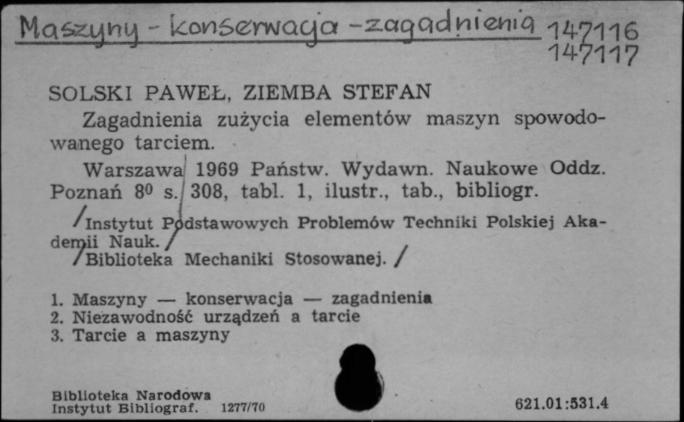 Maszyny - konserwacja - zagadnienia 147116
147117
SOLSKI PAWEŁ, ZIEMBA STEFAN
Zagadnienia zużycia elementów maszyn spowodo-
wanego tarciem.
Warszawa 1969 Państw. Wydawn. Naukowe Oddz.
Poznań 8⁰ s. 308, tabl. 1, ilustr., tab., bibliogr.
/Instytut Podstawowych Problemów Techniki Polskiej Aka-
demii Nauk./
/Biblioteka Mechaniki Stosowanej./
1. Maszyny — konserwacja — zagadnienia
2. Niezawodność urządzeń a tarcie
3. Tarcie a maszyny
Biblioteka Narodowa
Instytut Bibliograf. 1277/70 621.01:531.4